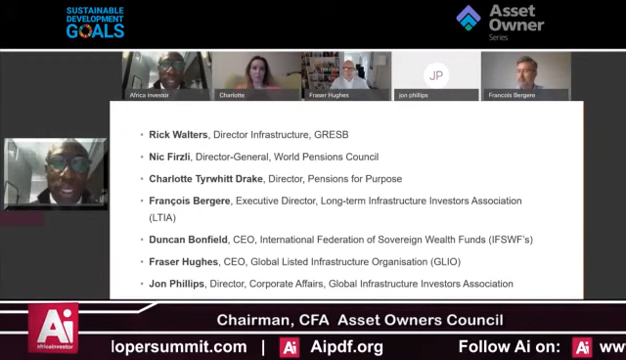 SUSTAINABLE
DEVELOPMENT
GOALS
Asset
Owner
Series
Africa investor
Charlotte
Fraser Hughes
JP
jon phillips
Francois Bergere
• Rick Walters, Director Infrastructure, GRESB
• Nic Firzli, Director-General, World Pensions Council
• Charlotte Tyrwhitt Drake, Director, Pensions for Purpose
• François Bergere, Executive Director, Long-term Infrastructure Investors Association
(LTIA)
• Duncan Bonfield, CEO, International Federation of Sovereign Wealth Funds (IFSWF's)
• Fraser Hughes, CEO, Global Listed Infrastructure Organisation (GLIO)
• Jon Phillips, Director, Corporate Affairs, Global Infrastructure Investors Association
Ai
africainvestor
Chairman, CFA Asset Owners Council
lopersummit.com | Ai Aipdf.org Follow Ai on: Ai ww